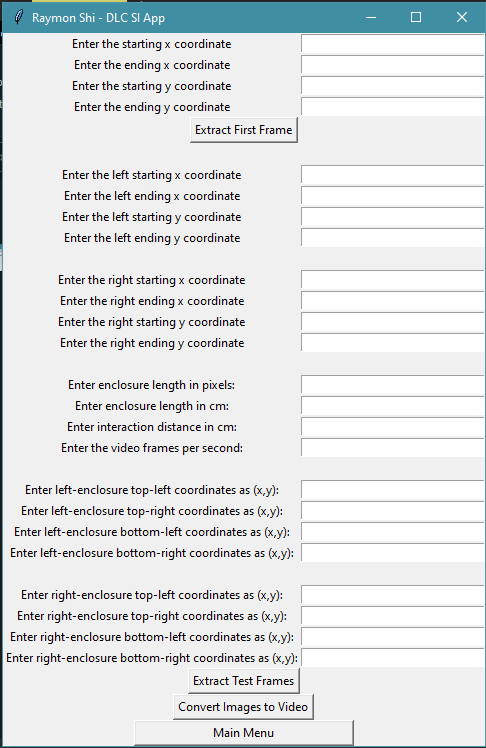 Raymon Shi - DLC SI App
Enter the starting x coordinate
Enter the ending x coordinate
Enter the starting y coordinate
Enter the ending y coordinate
Extract First Frame
Enter the left starting x coordinate
Enter the left ending x coordinate
Enter the left starting y coordinate
Enter the left ending y coordinate
Enter the right starting x coordinate
Enter the right ending x coordinate
Enter the right starting y coordinate
Enter the right ending y coordinate
Enter enclosure length in pixels:
Enter enclosure length in cm:
Enter interaction distance in cm:
Enter the video frames per second:
Enter left-enclosure top-left coordinates as (x,y):
Enter left-enclosure top-right coordinates as (x,y):
Enter left-enclosure bottom-left coordinates as (x,y):
Enter left-enclosure bottom-right coordinates as (x,y):
Enter right-enclosure top-left coordinates as (x,y):
Enter right-enclosure top-right coordinates as (x,y):
Enter right-enclosure bottom-left coordinates as (x,y):
Enter right-enclosure bottom-right coordinates as (x,y):
Extract Test Frames
Convert Images to Video
Main Menu